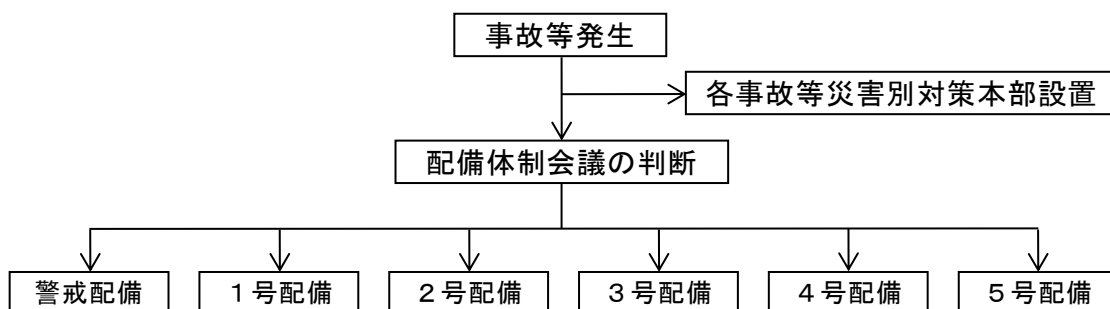 事故等発生
各事故等災害別対策本部設置
配備体制会議の判断
警戒配備
１号配備
２号配備
３号配備
４号配備
５号配備